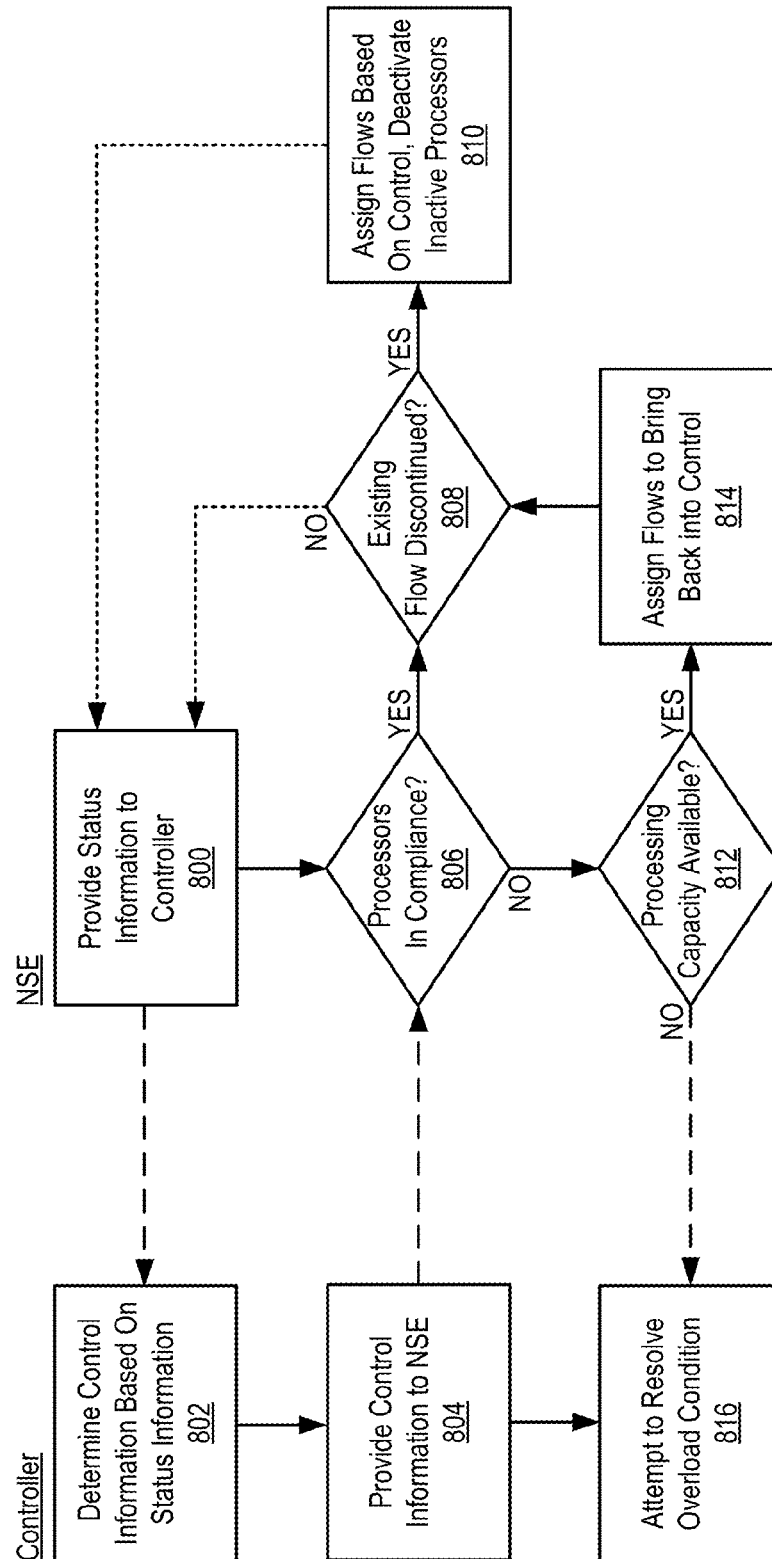 Controller
Determine Control
Information Based On
Status Information
802
Provide Control
Information to NSE
804
Attempt to Resolve
Overload Condition
816
NSE
Provide Status
Information to
Controller
800
Processors
In Compliance?
806
YES
NO
Processing
Capacity Available?
812
NO
YES
Existing
Flow Discontinued?
808
NO
YES
Assign Flows to Bring
Back into Control
814
Assign Flows Based
On Control, Deactivate
Inactive Processors
810